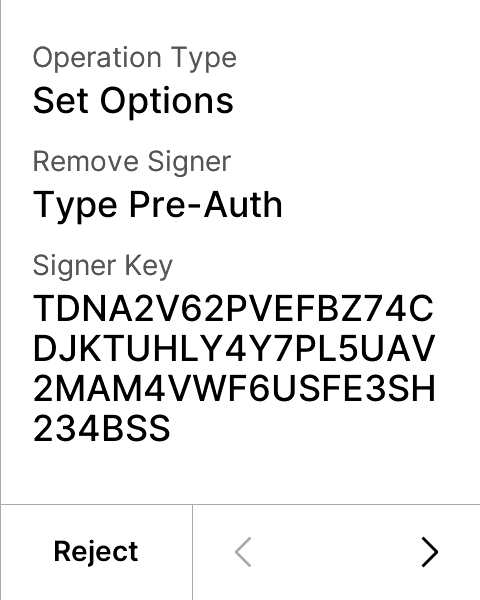 Operation Type
Set Options
Remove Signer
Type Pre-Auth
Signer Key
TDNA2V62PVEFBZ74C
DJKTUHLY4Y7PL5UAV
2MAM4VWF6USFE3SH
234BSS
Reject